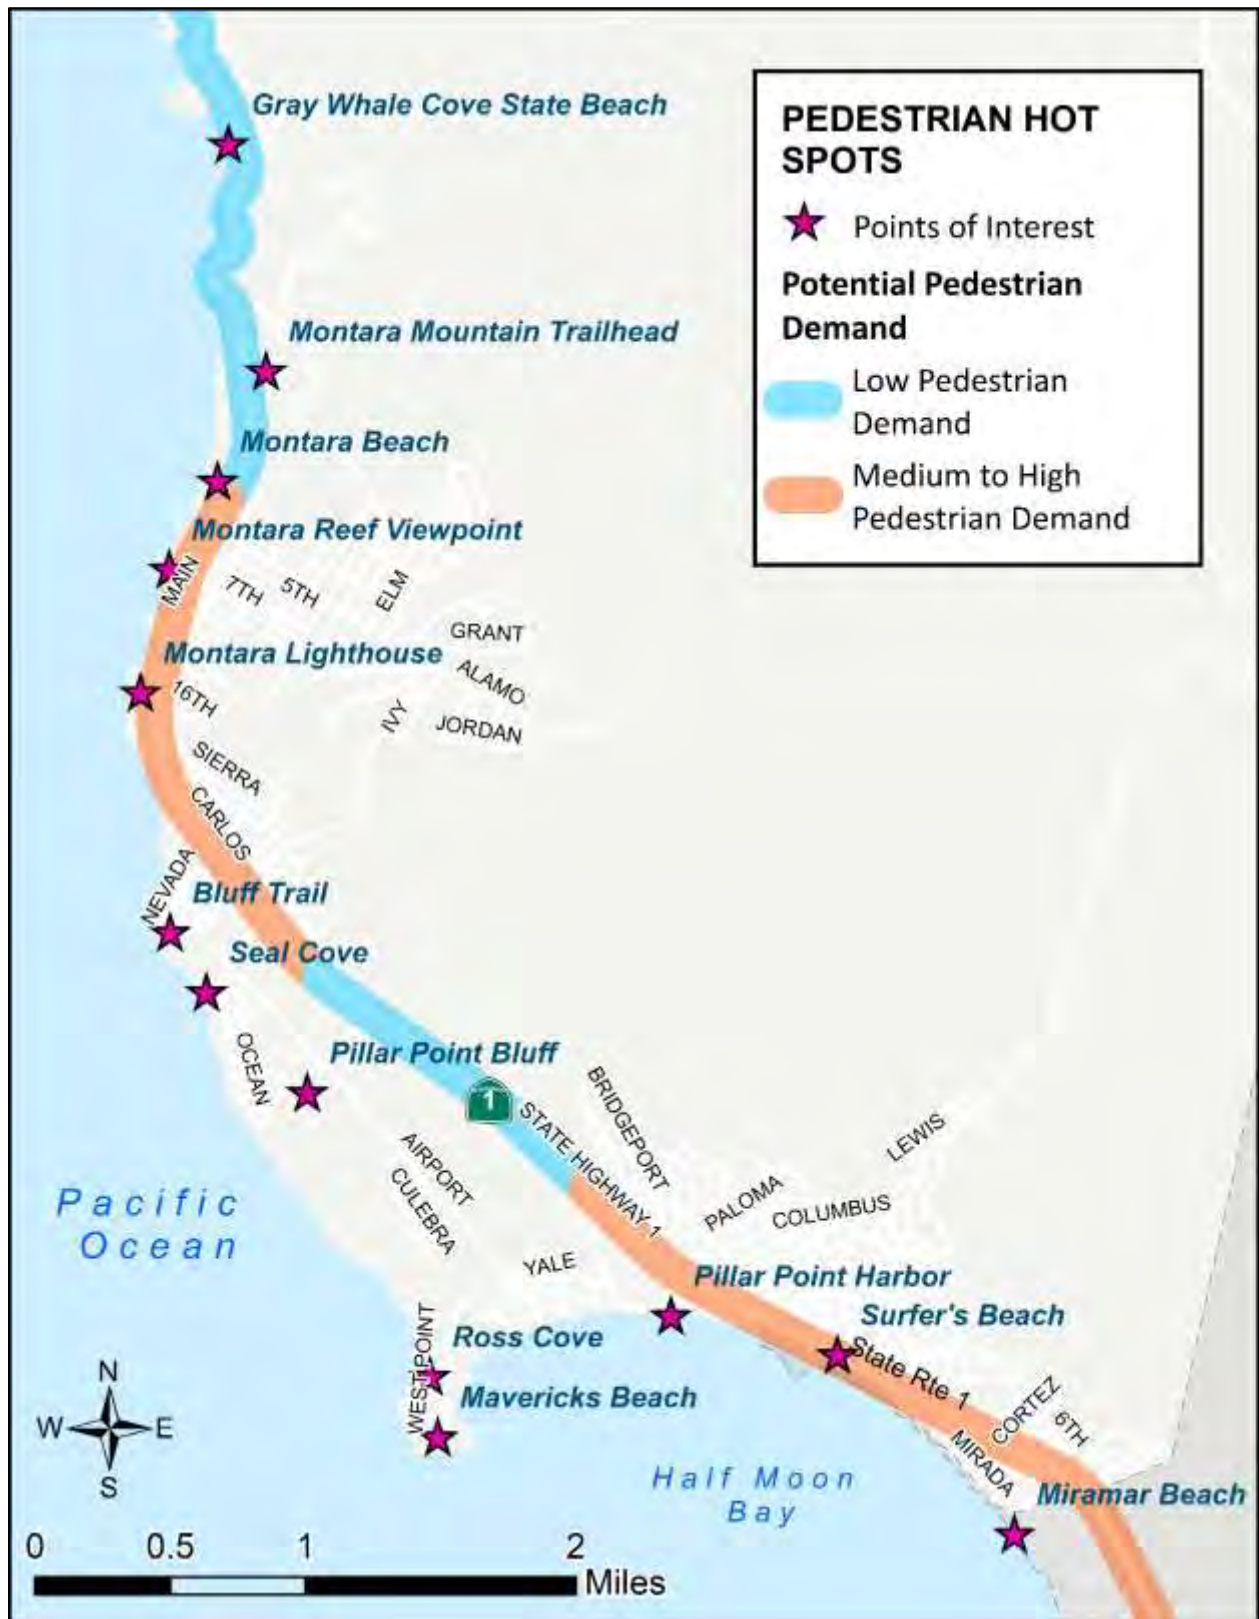 Gray Whale Cove State Beach
PEDESTRIAN HOT
SPOTS
Points of Interest
Potential Pedestrian
Demand
Low Pedestrian
Demand
Medium to High
Pedestrian Demand
Montara Mountain Trailhead
Montara Beach
Montara Reef Viewpoint
MAIN
7TH
5TH
ELM
GRANT
Montara Lighthouse
ALAMO
16TH
IVY
JORDAN
SIERRA
CARLOS
NEVADA
Bluff Trail
Seal Cove
OCEAN
Pillar Point Bluff
1
STATE HIGHWAY 1
BRIDGEPORT
LEWIS
AIRPORT
CULEBRA
PALOMA
COLUMBUS
Pacific
Ocean
YALE
Pillar Point Harbor
Surfer's Beach
WEST POINT
Ross Cove
State Rte 1
Mavericks Beach
CORTEZ
6TH
MIRADA
N
W
E
S
Half Moon
Bay
Miramar Beach
0 0.5 1 2
Miles